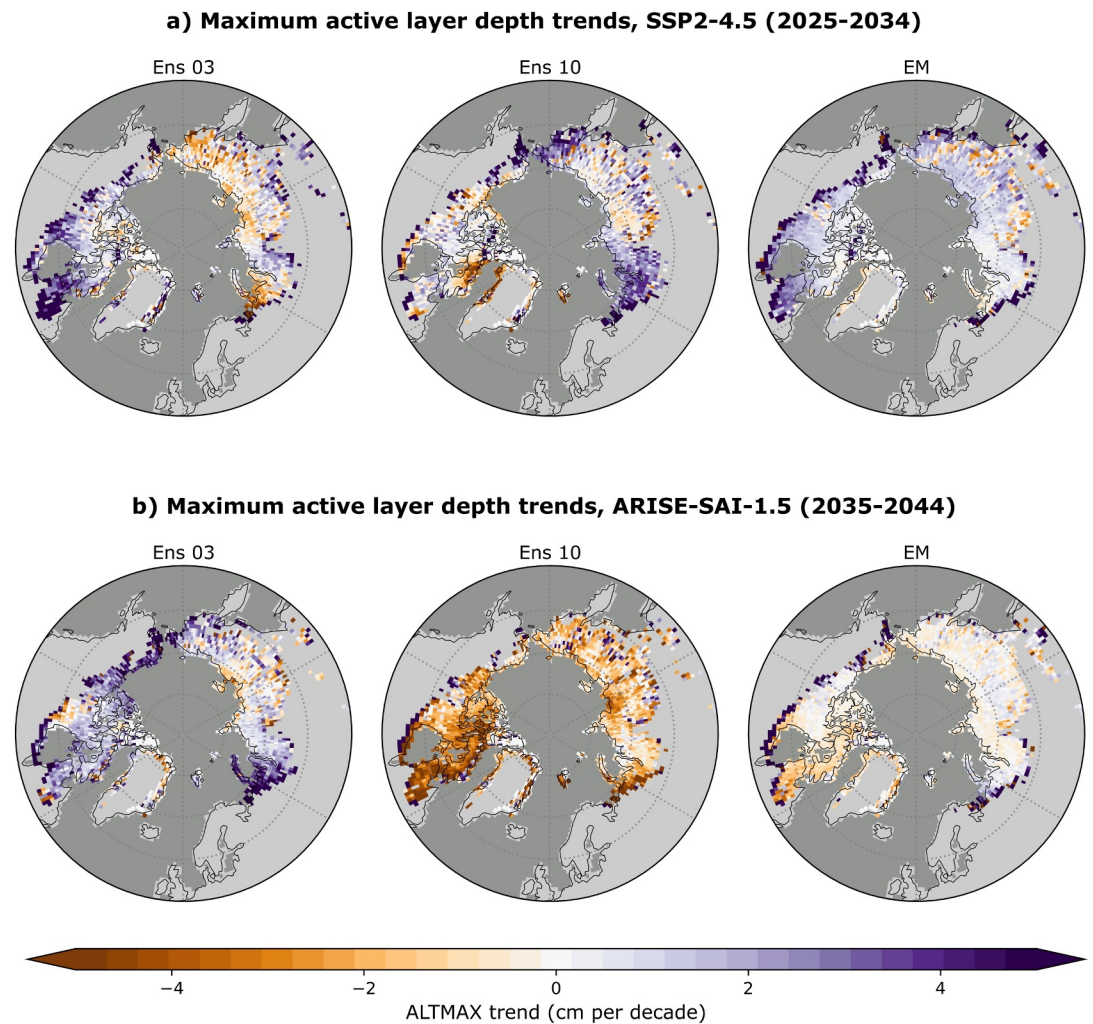 a) Maximum active layer depth trends, SSP2-4.5 (2025-2034)
Ens 03
Ens 10
EM
b) Maximum active layer depth trends, ARISE-SAI-1.5 (2035-2044)
Ens 03
Ens 10
EM
−4
−2
0
2
4
ALTMAX trend (cm per decade)